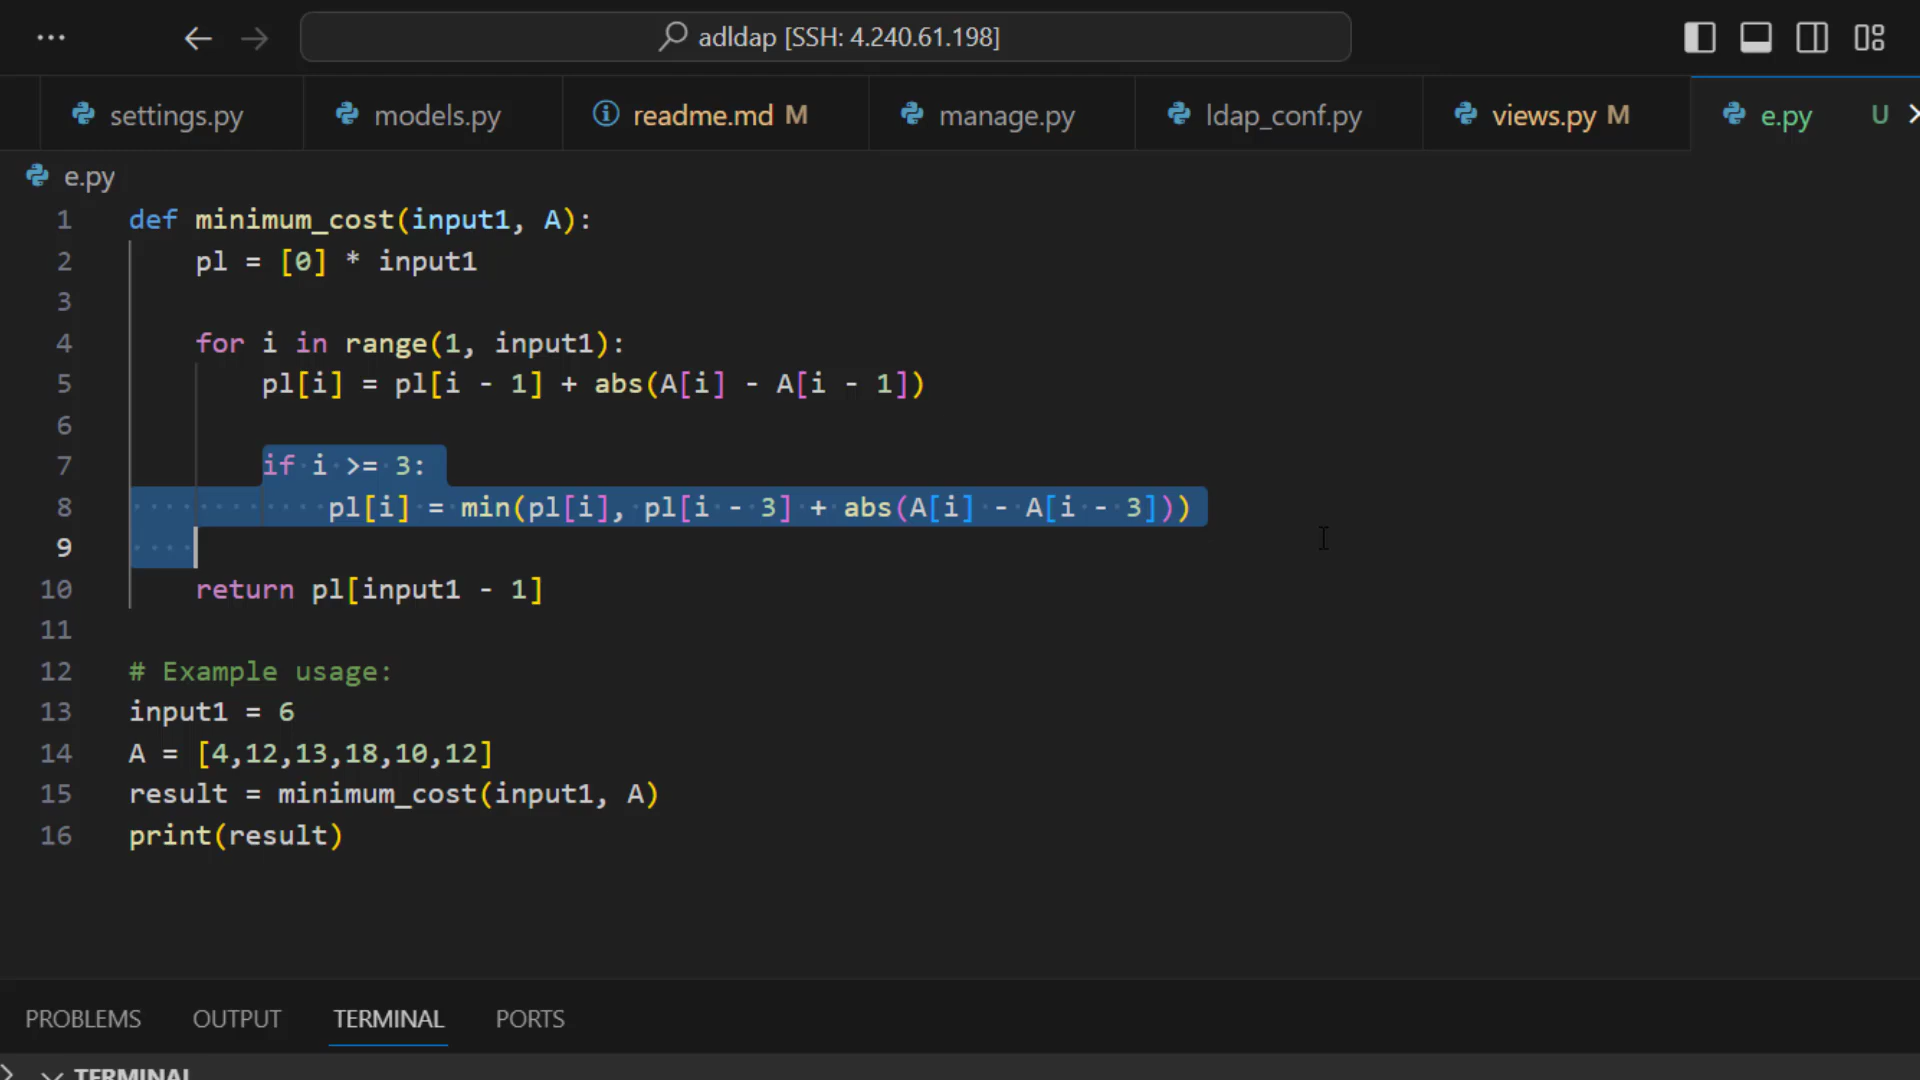 adldap [SSH: 4.240.61.198]
settings.py models.py readme.md M manage.py ldap_conf.py views.py M e.py U
e.py
1 def minimum_cost(input1, A):
2 pl = [0] * input1
3
4 for i in range(1, input1):
5 pl[i] = pl[i - 1] + abs(A[i] - A[i - 1])
6
7 if i >= 3:
8 pl[i] = min(pl[i], pl[i - 3] + abs(A[i] - A[i - 3]))
9
10 return pl[input1 - 1]
11
12 # Example usage:
13 input1 = 6
14 A = [4,12,13,18,10,12]
15 result = minimum_cost(input1, A)
16 print(result)
PROBLEMS OUTPUT TERMINAL PORTS
TERMINAL